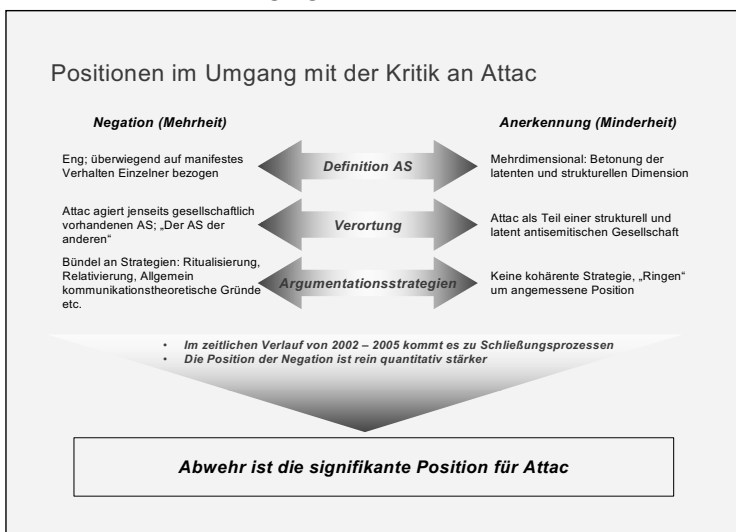 Positionen im Umgang mit der Kritik an Attac
Negation (Mehrheit)
Anerkennung (Minderheit)
Eng; überwiegend auf manifestes
Verhalten Einzelner bezogen
Definition AS
Mehrdimensional: Betonung der
latenten und strukturellen Dimension
Attac agiert jenseits gesellschaftlich
vorhandenen AS; „Der AS der
anderen“
Verortung
Attac als Teil einer strukturell und
latent antisemitischen Gesellschaft
Bündel an Strategien: Ritualisierung,
Relativierung, Allgemein
kommunikationstheoretische Gründe
etc.
Argumentationsstrategien
Keine kohärente Strategie, „Ringen“
um angemessene Position
• Im zeitlichen Verlauf von 2002 – 2005 kommt es zu Schließungsprozessen
• Die Position der Negation ist rein quantitativ stärker
Abwehr ist die signifikante Position für Attac